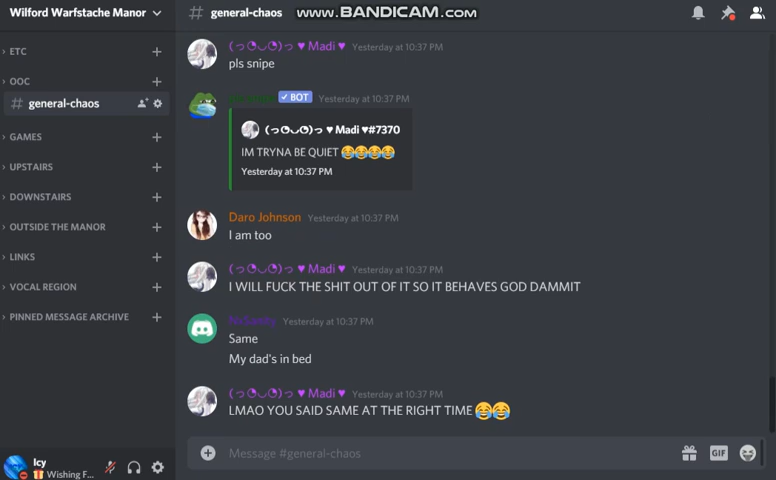 Wilford Warfstache Manor
general-chaos
www.BANDICAM.com
ETC
OOC
general-chaos
GAMES
UPSTAIRS
DOWNSTAIRS
OUTSIDE THE MANOR
LINKS
VOCAL REGION
PINNED MESSAGE ARCHIVE
Icy
Wishing F...
(っ◔◡◔)っ ♥ Madi ♥ Yesterday at 10:37 PM
pls snipe
BOT Yesterday at 10:37 PM
(っ◔◡◔)っ ♥ Madi ♥#7370
IM TRYNA BE QUIET 😂😂😂😂
Yesterday at 10:37 PM
Daro Johnson Yesterday at 10:37 PM
I am too
(っ◔◡◔)っ ♥ Madi ♥ Yesterday at 10:37 PM
I WILL FUCK THE SHIT OUT OF IT SO IT BEHAVES GOD DAMMIT
Yesterday at 10:37 PM
Same
My dad's in bed
(っ◔◡◔)っ ♥ Madi ♥ Yesterday at 10:37 PM
LMAO YOU SAID SAME AT THE RIGHT TIME 😂😂
Message #general-chaos
GIF